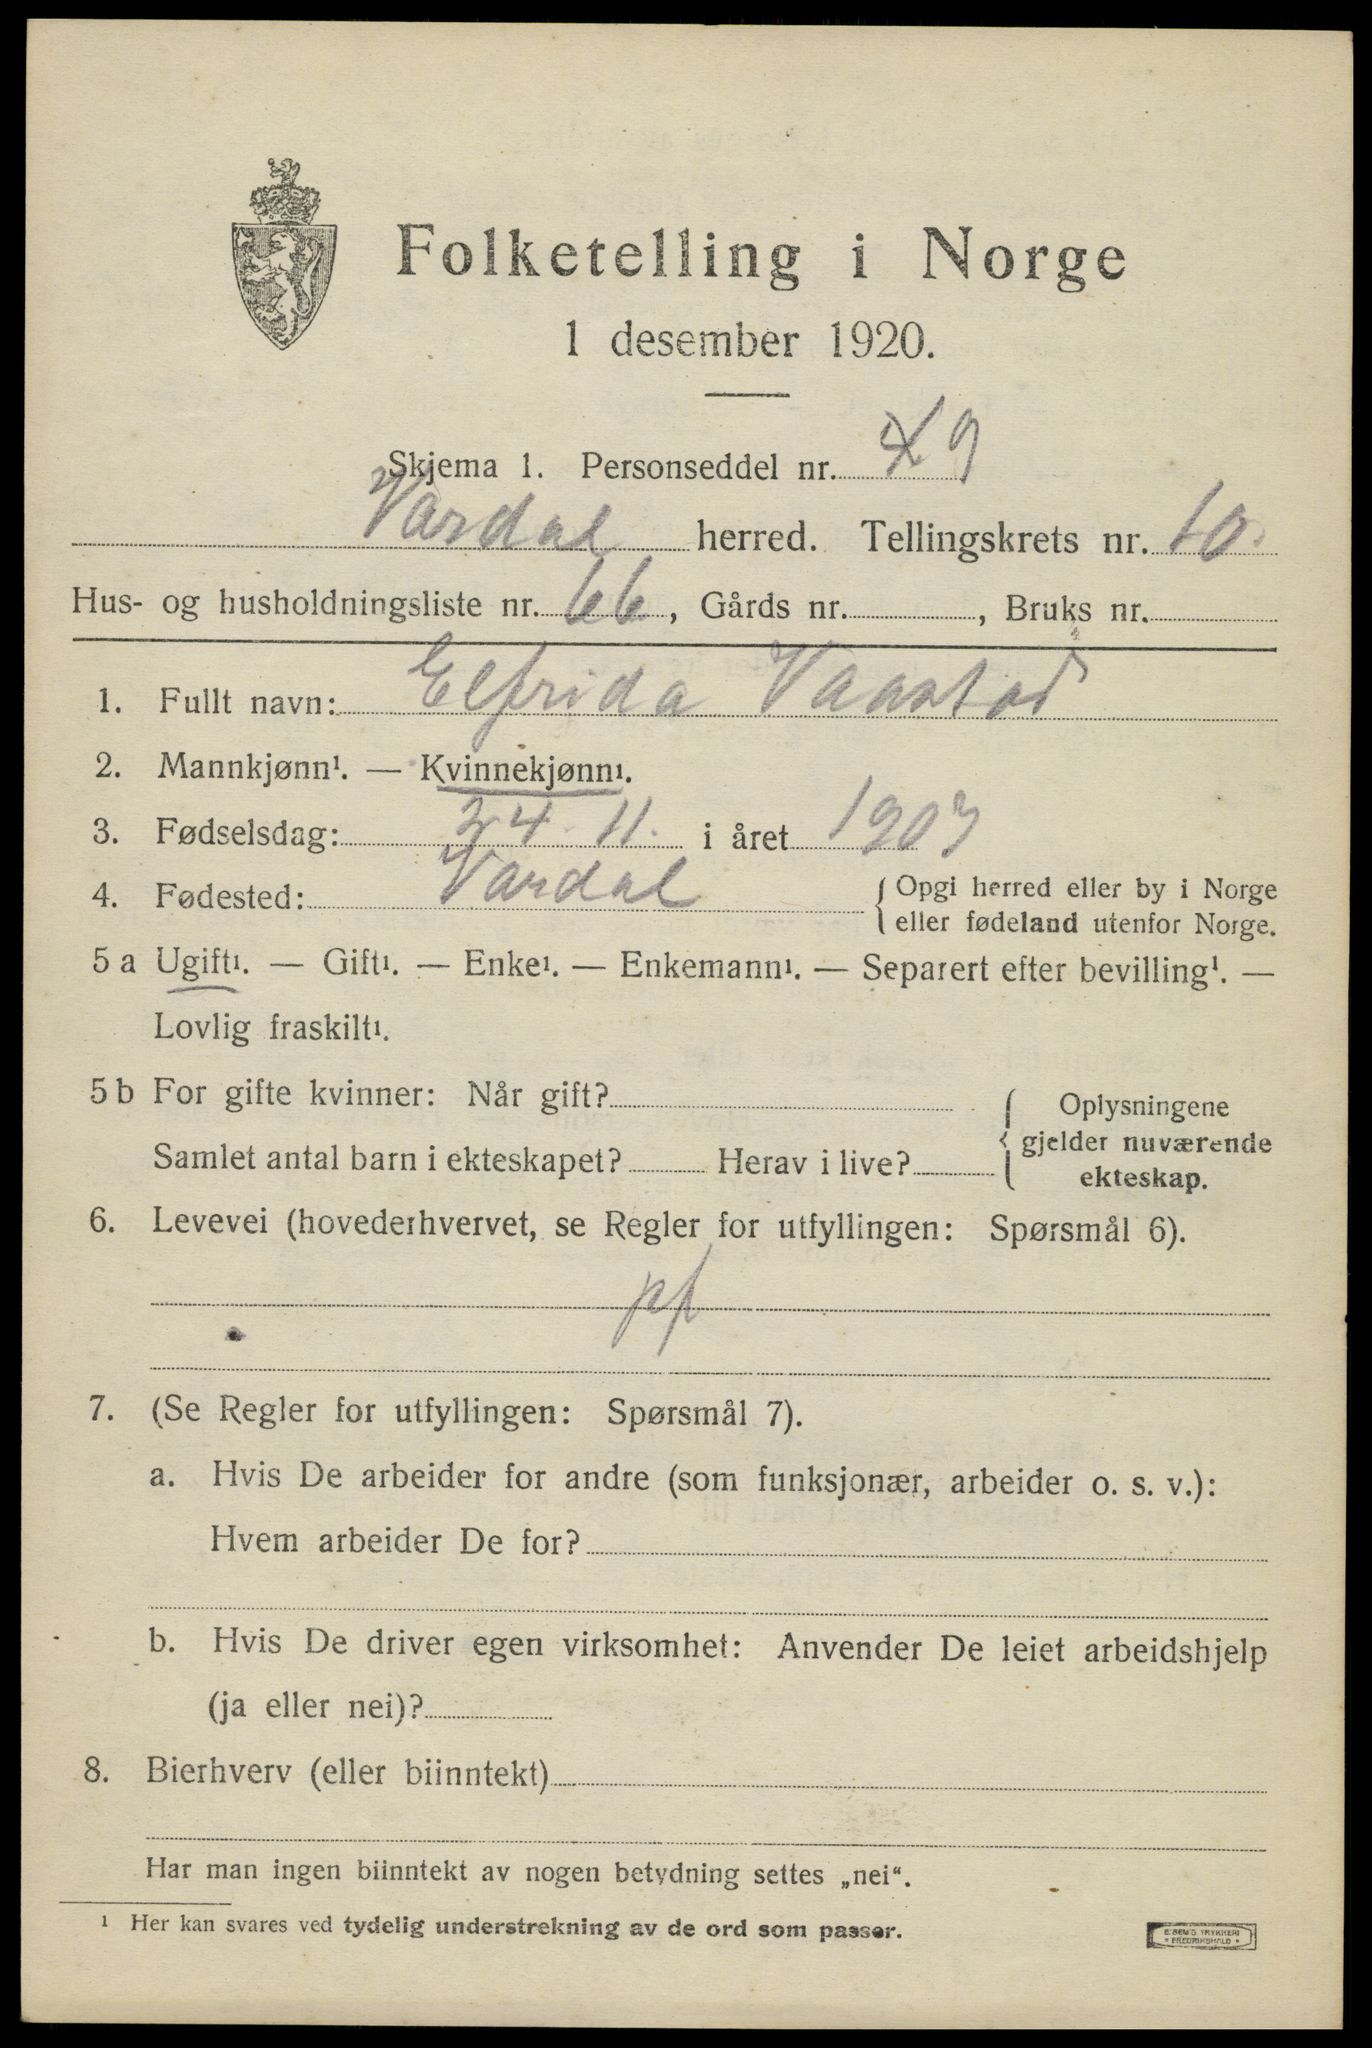 Folketelling i Norge
1 desember 1920.
Skjema 1. Personseddel nr. 9
Vardal herred. Tellingskrets nr. 10.
Hus- og husholdningsliste nr. 66, Gårds nr. , Bruks nr.
1. Fullt navn: Elfrida Vaastad
2. Mannkjønn¹. — Kvinnekjønn¹.
3. Fødselsdag: 24. 11. i året 1903
4. Fødested: Vardal { Opgi herred eller by i Norge
eller fødeland utenfor Norge.
5 a Ugift¹. — Gift¹. — Enke¹. — Enkemann¹. — Separert efter bevilling¹. —
Lovlig fraskilt¹.
5 b For gifte kvinner: Når gift?
Samlet antal barn i ekteskapet? Herav i live?
{ Oplysningene
gjelder nuværende
ekteskap.
6. Levevei (hovederhvervet, se Regler for utfyllingen: Spørsmål 6).
pf
7. (Se Regler for utfyllingen: Spørsmål 7).
a. Hvis De arbeider for andre (som funksjonær, arbeider o. s. v.):
Hvem arbeider De for?
b. Hvis De driver egen virksomhet: Anvender De leiet arbeidshjelp
(ja eller nei)?
8. Bierhverv (eller biinntekt)
Har man ingen biinntekt av nogen betydning settes „nei“.
¹ Her kan svares ved tydelig understrekning av de ord som passer.
E. SEM'S TRYKKERI
* FREDRIKSHALD *